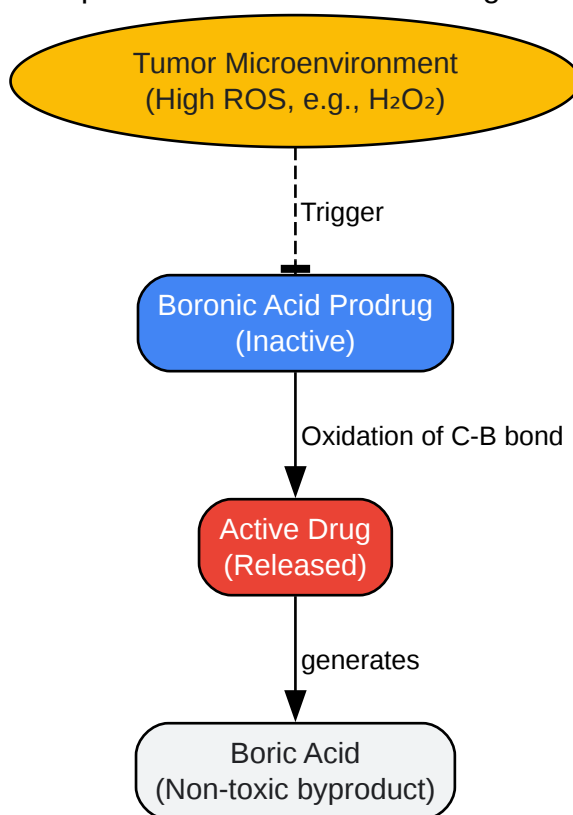 Tumor Microenvironment
(High ROS, e.g., H₂O₂)
Trigger
Boronic Acid Prodrug
(Inactive)
Oxidation of C-B bond
Active Drug
(Released)
generates
Boric Acid
(Non-toxic byproduct)